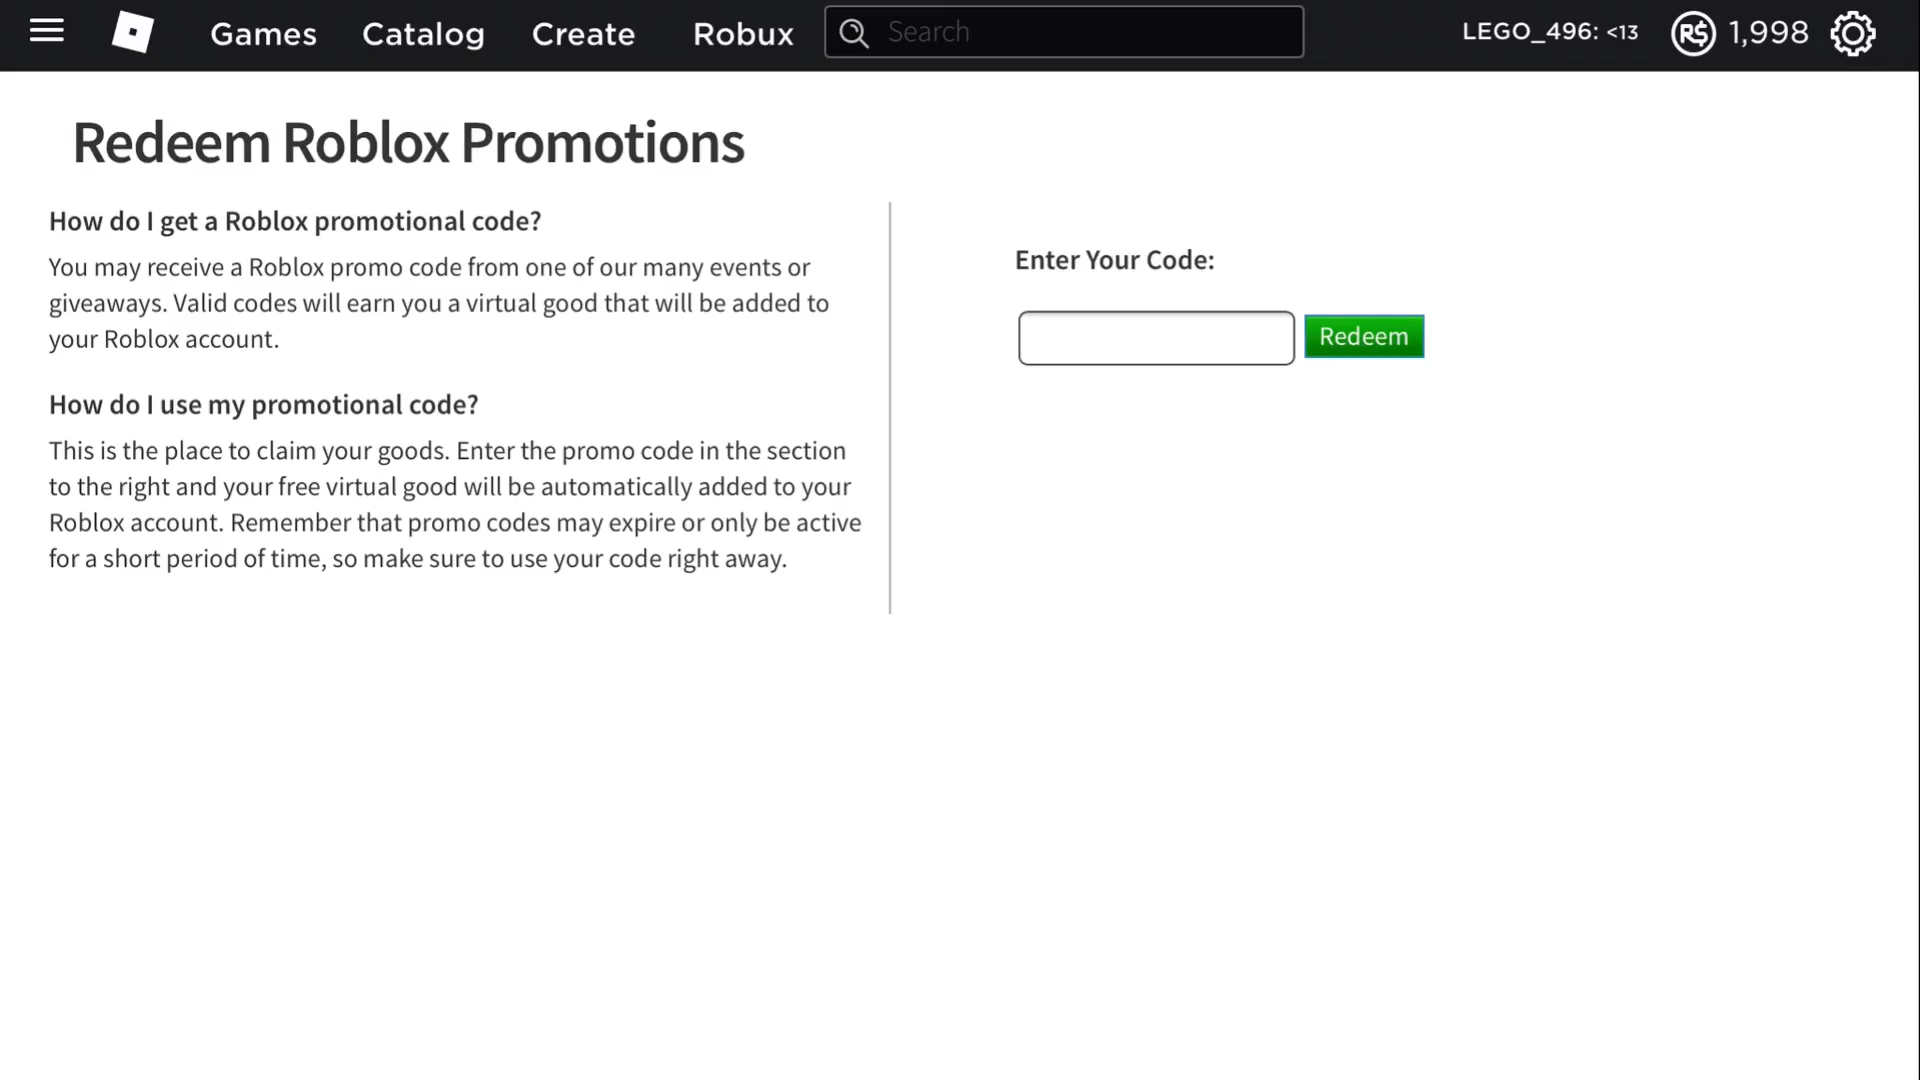 Games Catalog Create Robux Search LEGO_496: <13 R$ 1,998
Redeem Roblox Promotions
How do I get a Roblox promotional code?
You may receive a Roblox promo code from one of our many events or
giveaways. Valid codes will earn you a virtual good that will be added to
your Roblox account.
How do I use my promotional code?
This is the place to claim your goods. Enter the promo code in the section
to the right and your free virtual good will be automatically added to your
Roblox account. Remember that promo codes may expire or only be active
for a short period of time, so make sure to use your code right away.
Enter Your Code:
Redeem